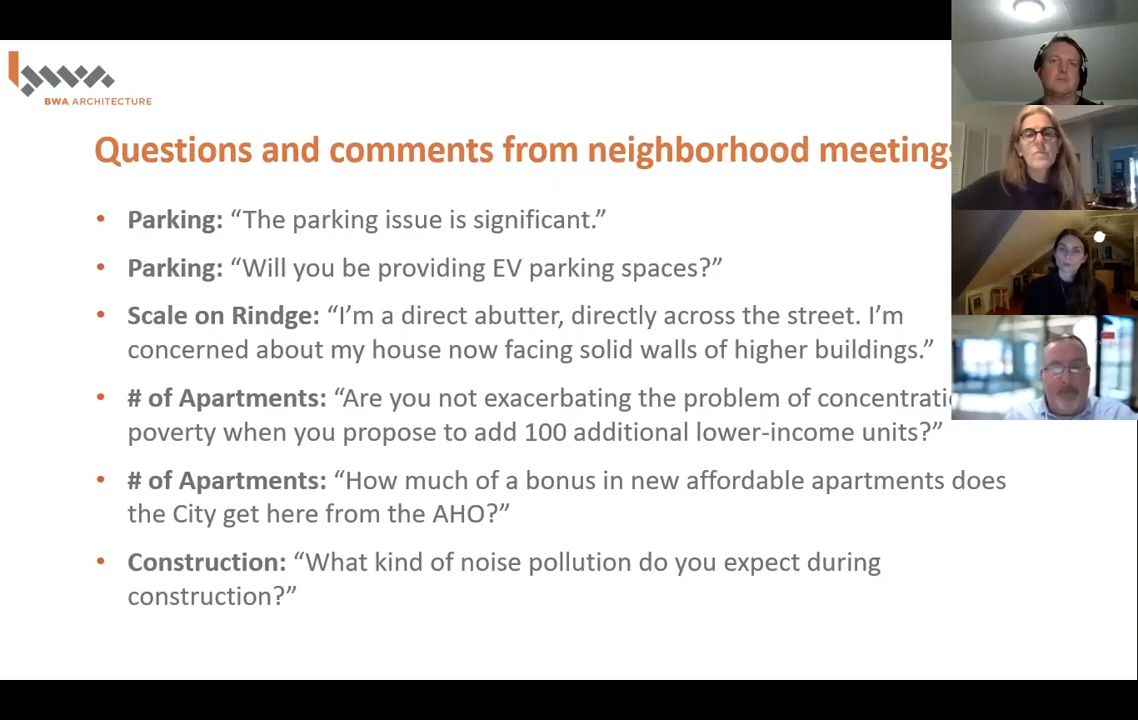 BWA ARCHITECTURE
Questions and comments from neighborhood meetings
• Parking: “The parking issue is significant.”
• Parking: “Will you be providing EV parking spaces?”
• Scale on Rindge: “I’m a direct abutter, directly across the street. I’m
concerned about my house now facing solid walls of higher buildings.”
• # of Apartments: “Are you not exacerbating the problem of
poverty when you propose to add 100 additional lower-income units?”
• # of Apartments: “How much of a bonus in new affordable apartments does
the City get here from the AHO?”
• Construction: “What kind of noise pollution do you expect during
construction?”